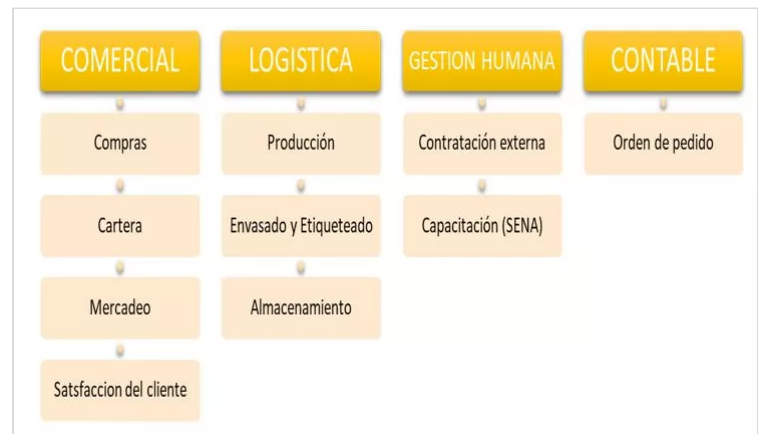 COMERCIAL
Compras
Cartera
Mercadeo
Satsfaccion del cliente
LOGISTICA
Producción
Envasado y Etiqueteado
Almacenamiento
GESTION HUMANA
Contratación externa
Capacitación (SENA)
CONTABLE
Orden de pedido